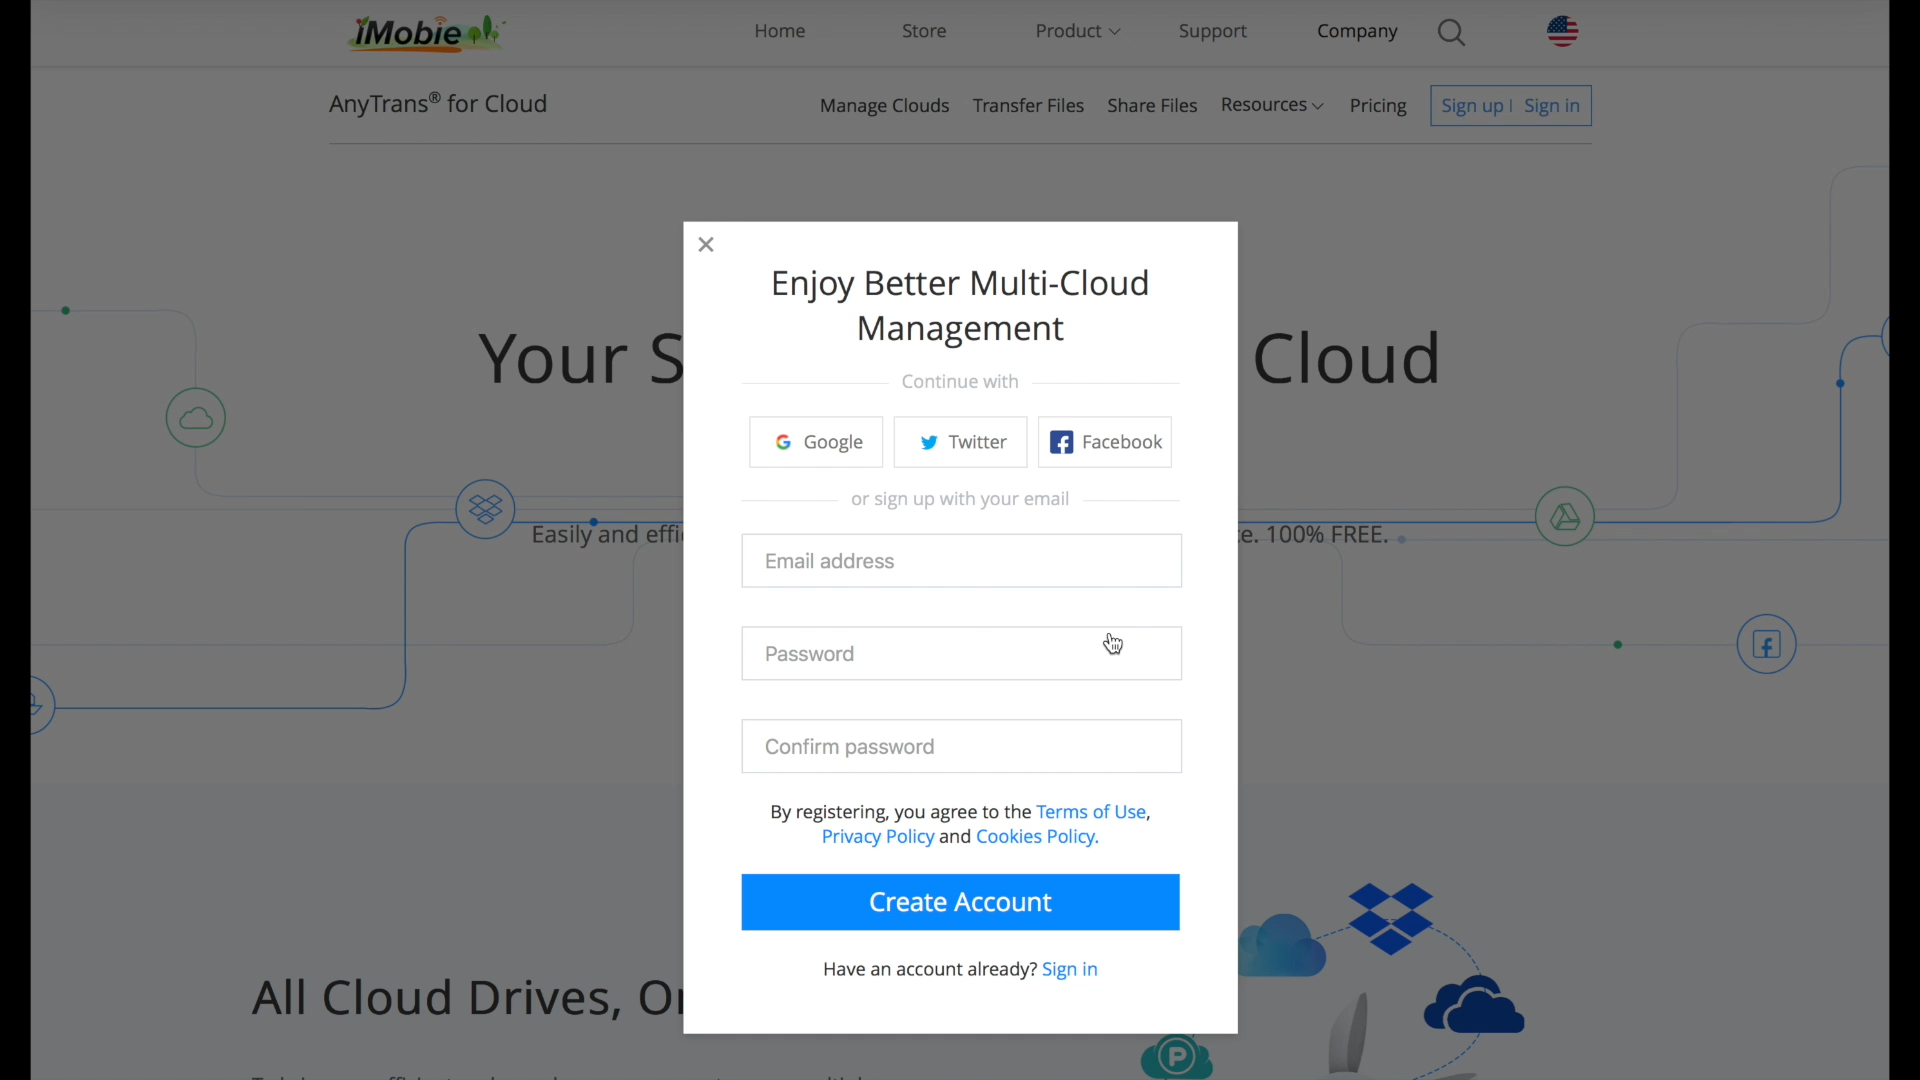 iMobie
Home Store Product Support Company
AnyTrans® for Cloud
Manage Clouds Transfer Files Share Files Resources Pricing Sign up | Sign in
Enjoy Better Multi-Cloud
Management
Your S
Cloud
Continue with
Google Twitter Facebook
or sign up with your email
Easily and effi
e. 100% FREE.
Email address
Password
Confirm password
By registering, you agree to the Terms of Use,
Privacy Policy and Cookies Policy.
Create Account
Have an account already? Sign in
All Cloud Drives, O
P